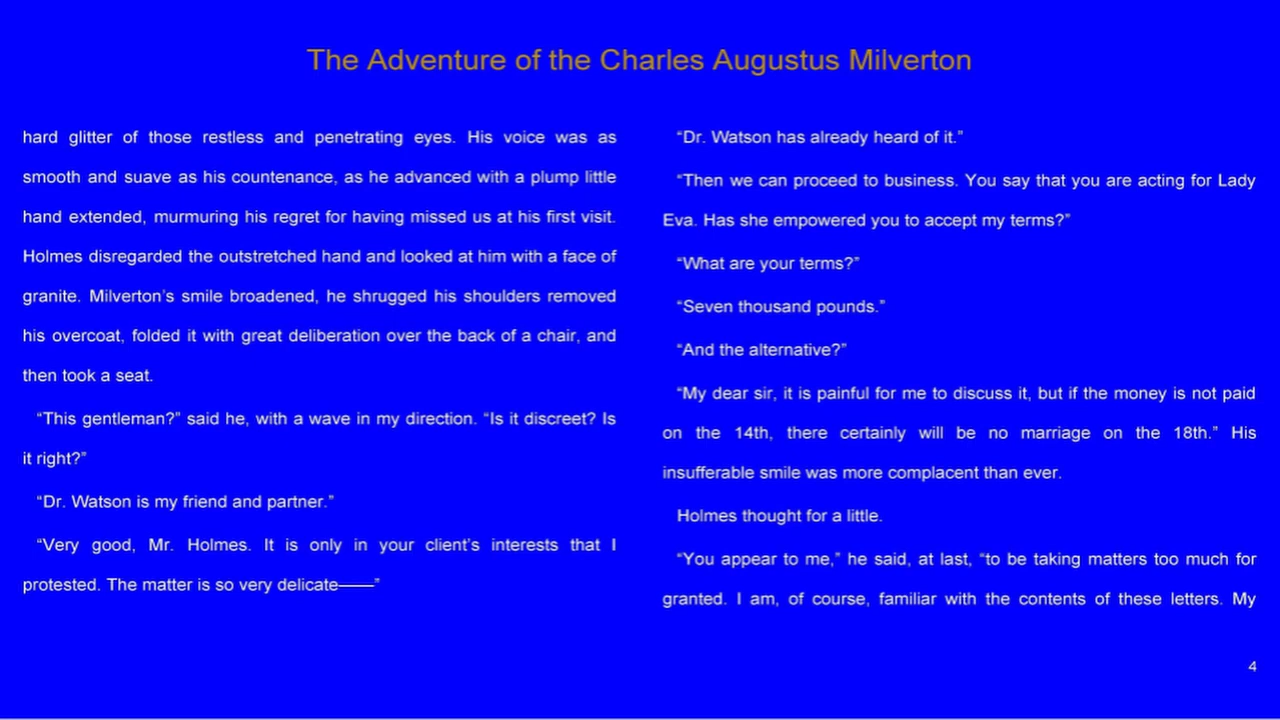 The Adventure of the Charles Augustus Milverton
hard glitter of those restless and penetrating eyes. His voice was as
smooth and suave as his countenance, as he advanced with a plump little
hand extended, murmuring his regret for having missed us at his first visit.
Holmes disregarded the outstretched hand and looked at him with a face of
granite. Milverton’s smile broadened, he shrugged his shoulders removed
his overcoat, folded it with great deliberation over the back of a chair, and
then took a seat.
“This gentleman?” said he, with a wave in my direction. “Is it discreet? Is
it right?”
“Dr. Watson is my friend and partner.”
“Very good, Mr. Holmes. It is only in your client’s interests that I
protested. The matter is so very delicate——”
“Dr. Watson has already heard of it.”
“Then we can proceed to business. You say that you are acting for Lady
Eva. Has she empowered you to accept my terms?”
“What are your terms?”
“Seven thousand pounds.”
“And the alternative?”
“My dear sir, it is painful for me to discuss it, but if the money is not paid
on the 14th, there certainly will be no marriage on the 18th.” His
insufferable smile was more complacent than ever.
Holmes thought for a little.
“You appear to me,” he said, at last, “to be taking matters too much for
granted. I am, of course, familiar with the contents of these letters. My
4